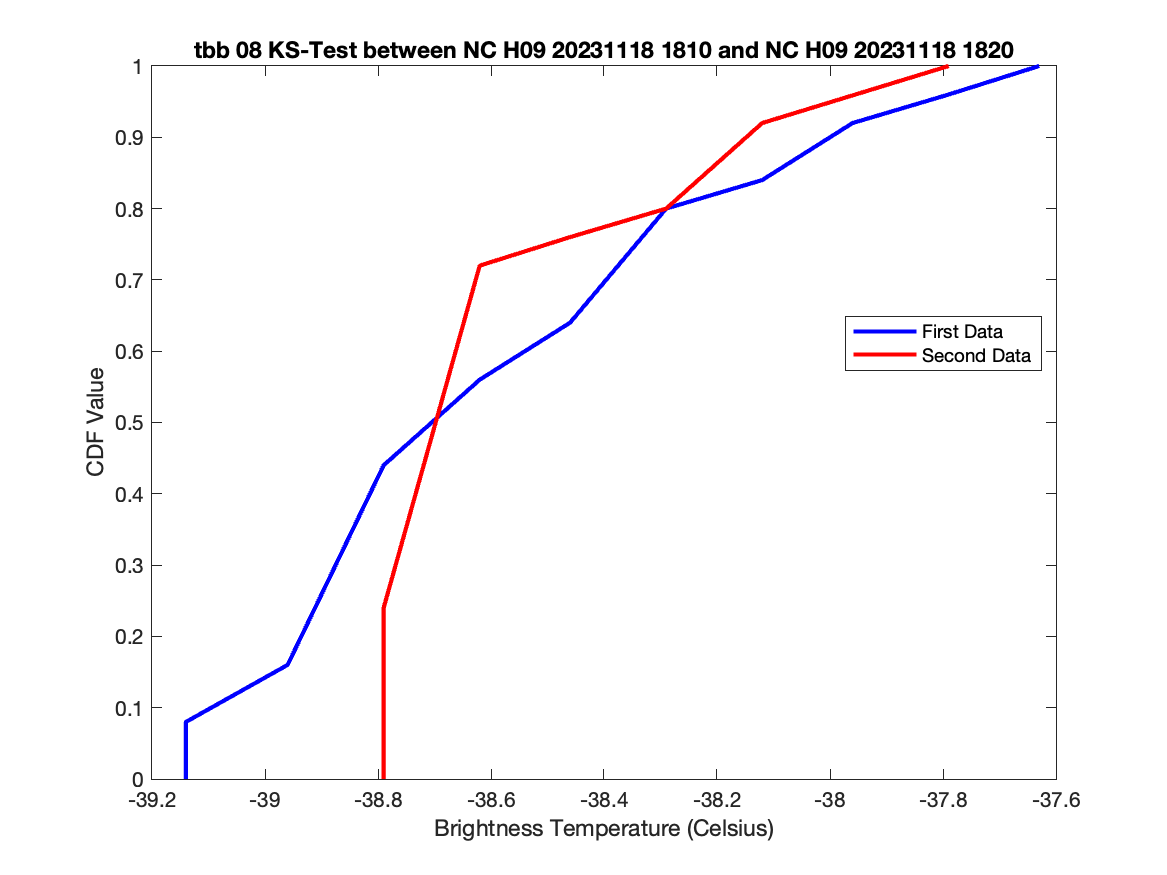 tbb 08 KS-Test between NC H09 20231118 1810 and NC H09 20231118 1820
1
0.9
0.8
0.7
0.6
0.5
0.4
0.3
0.2
0.1
0
CDF Value
First Data
Second Data
-39.2 -39 -38.8 -38.6 -38.4 -38.2 -38 -37.8 -37.6
Brightness Temperature (Celsius)